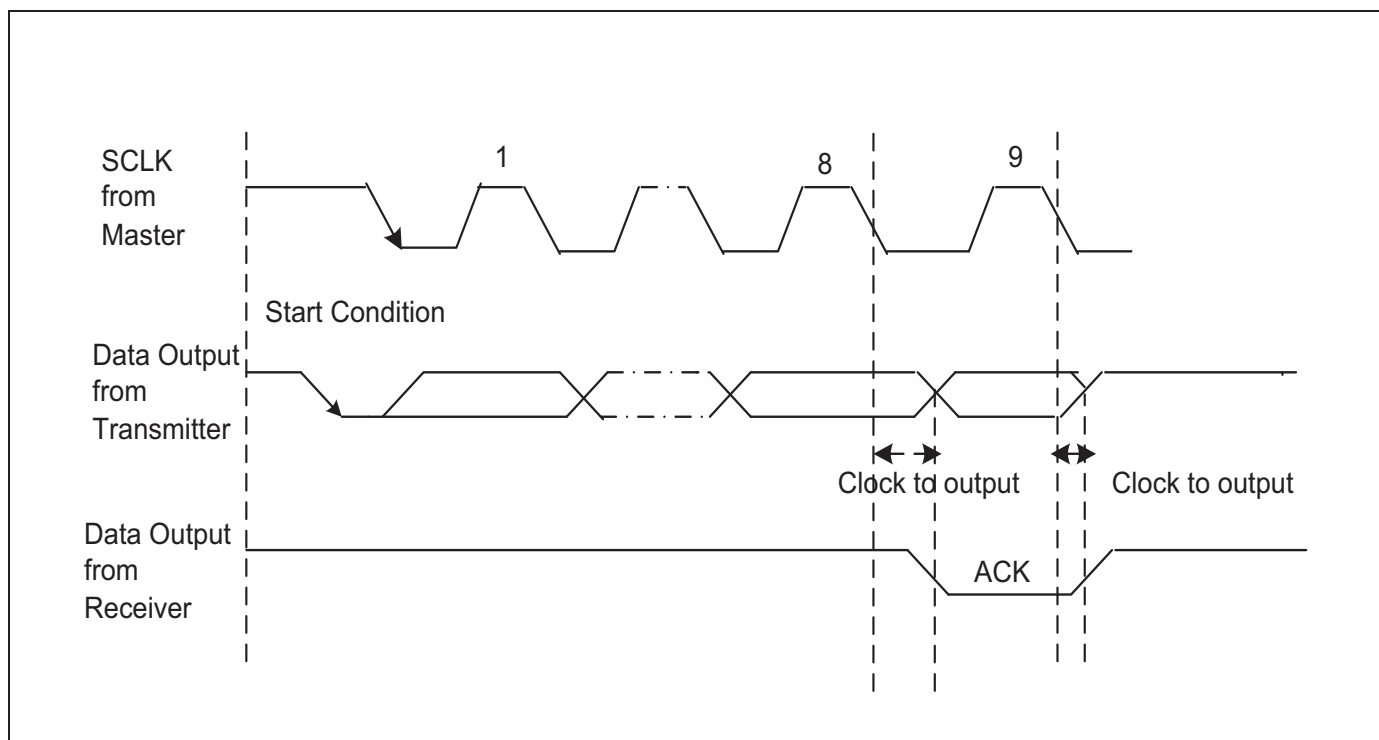 SCLK
from
Master
1
8
9
Start Condition
Data Output
from
Transmitter
Clock to output
Clock to output
Data Output
from
Receiver
ACK